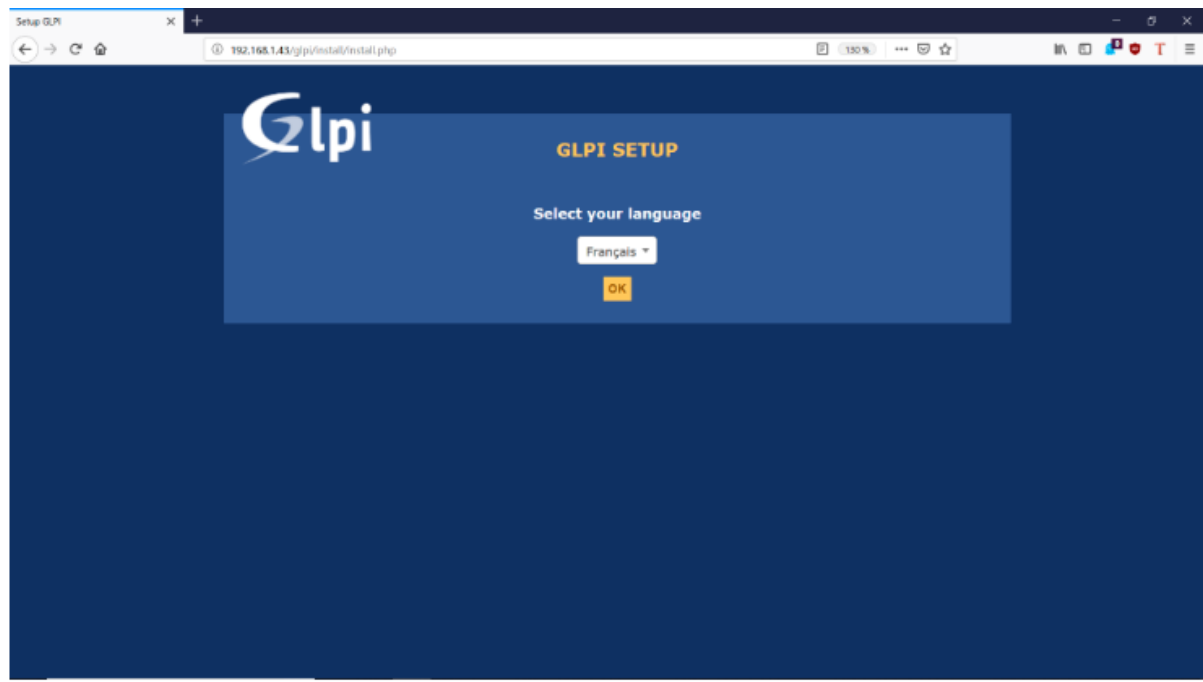 Setup GLPI
192.168.1.43/glpi/install/install.php
130 %
Glpi
GLPI SETUP
Select your language
Français
OK